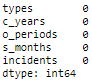 types          0
c_years        0
o_periods      0
s_months       0
incidents      0
dtype: int64